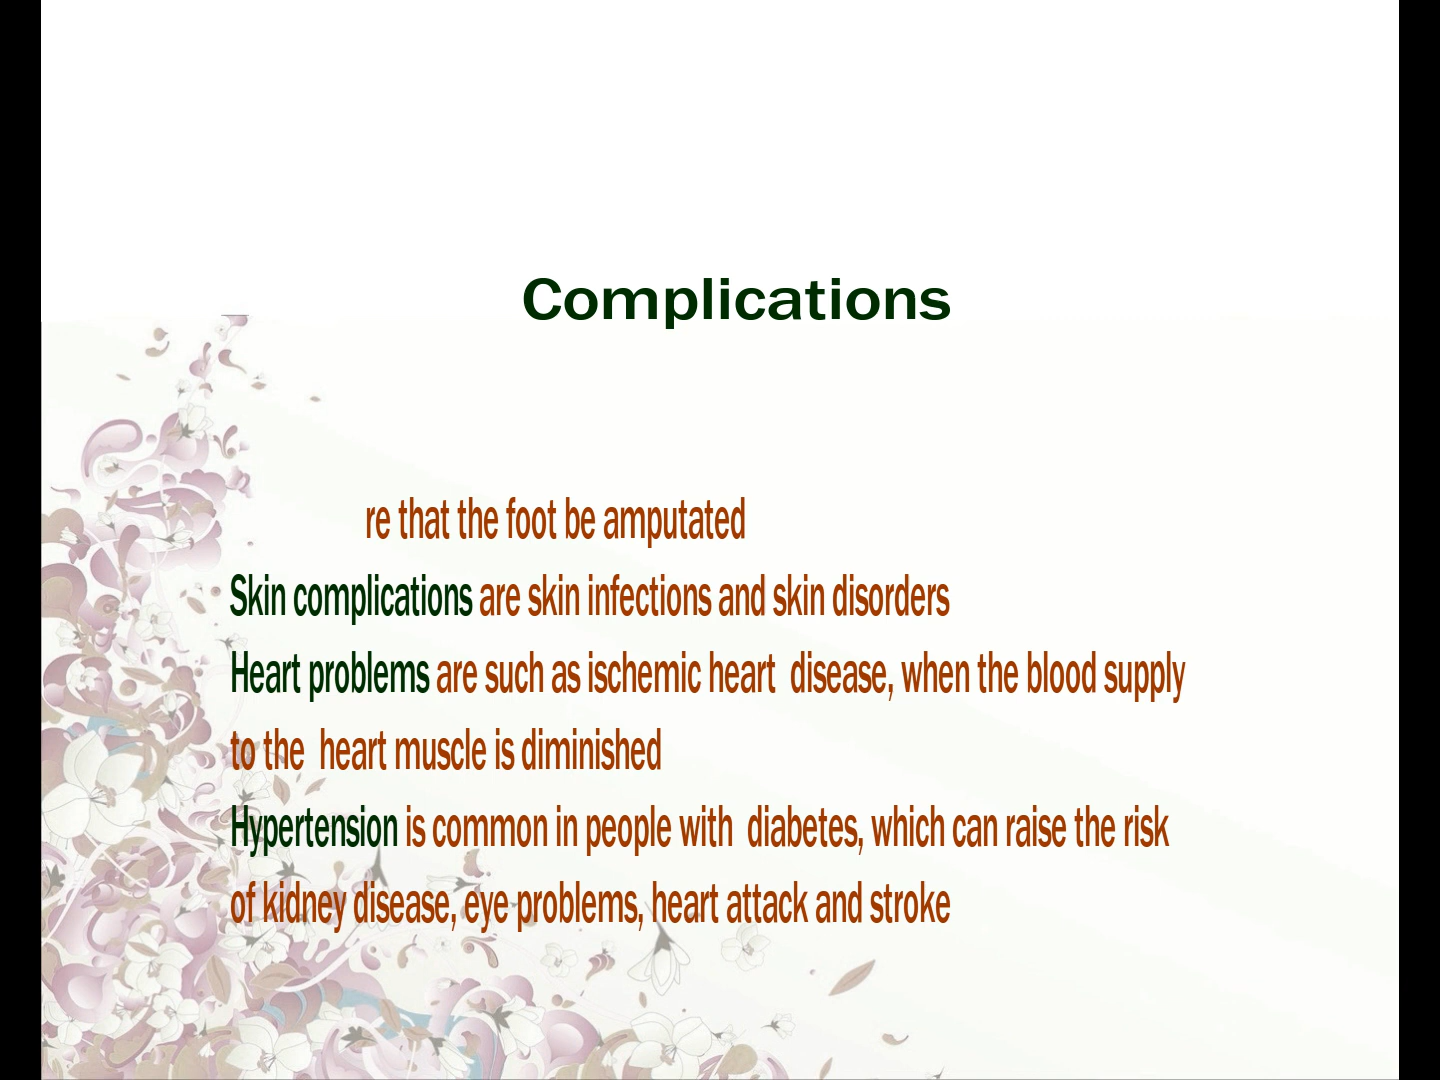 Complications
re that the foot be amputated
Skin complications are skin infections and skin disorders
Heart problems are such as ischemic heart disease, when the blood supply
to the heart muscle is diminished
Hypertension is common in people with diabetes, which can raise the risk
of kidney disease, eye problems, heart attack and stroke